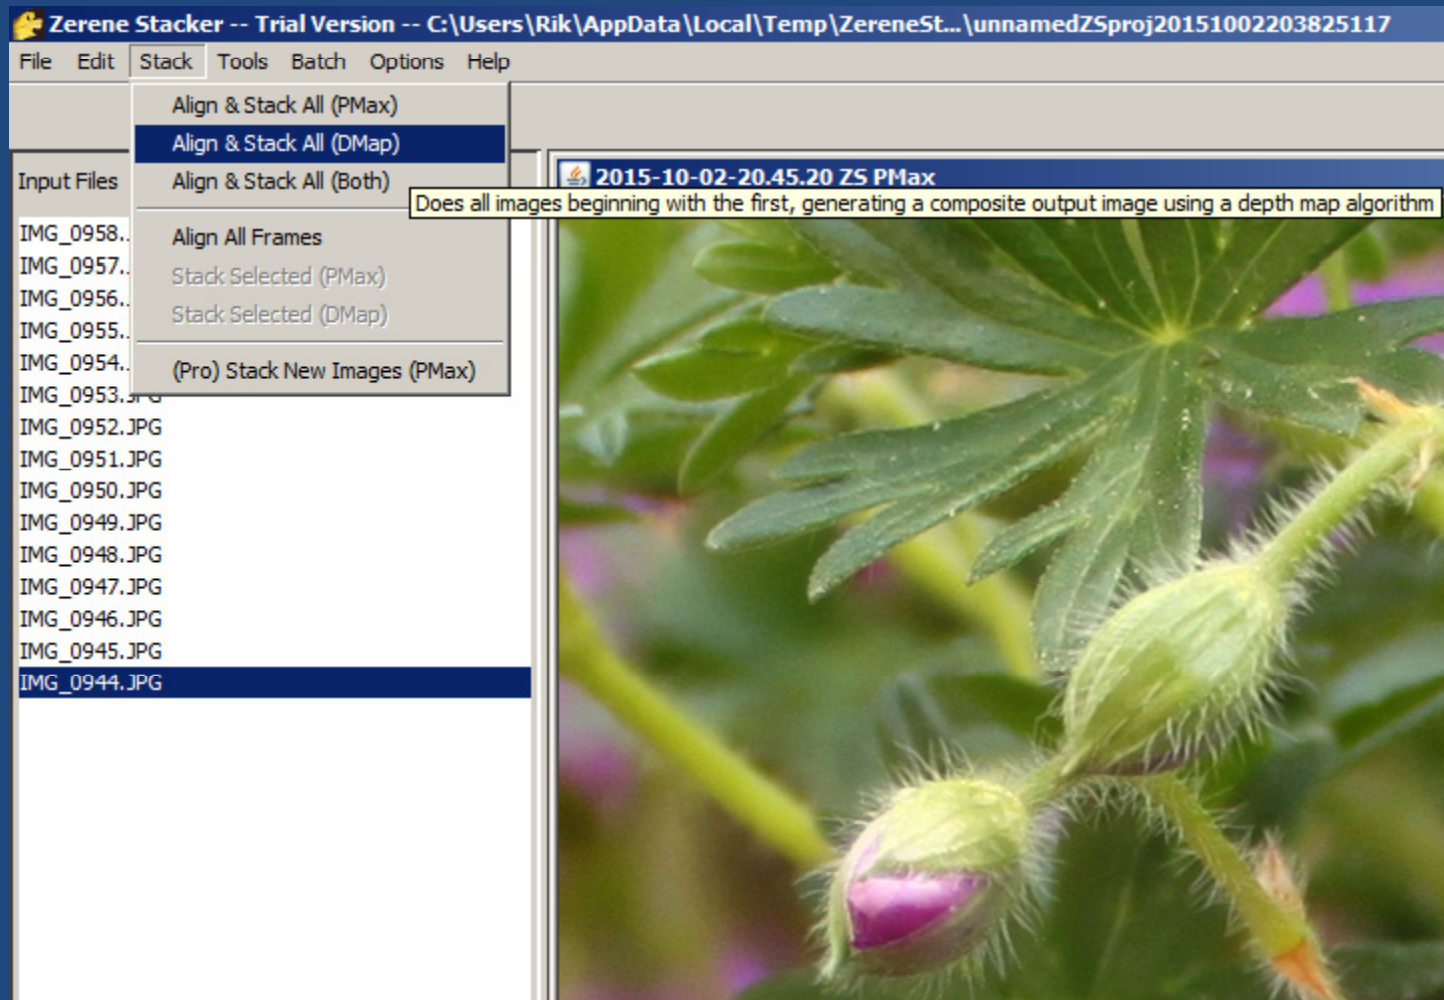 Zerene Stacker -- Trial Version -- C:\Users\Rik\AppData\Local\Temp\ZereneSt...\unnamedZSproj20151002203825117
File Edit Stack Tools Batch Options Help
Align & Stack All (PMax)
Align & Stack All (DMap)
Align & Stack All (Both)
Align All Frames
Stack Selected (PMax)
Stack Selected (DMap)
(Pro) Stack New Images (PMax)
Does all images beginning with the first, generating a composite output image using a depth map algorithm
Input Files
IMG_0958..
IMG_0957..
IMG_0956..
IMG_0955..
IMG_0954..
IMG_0953.JPG
IMG_0952.JPG
IMG_0951.JPG
IMG_0950.JPG
IMG_0949.JPG
IMG_0948.JPG
IMG_0947.JPG
IMG_0946.JPG
IMG_0945.JPG
IMG_0944.JPG
2015-10-02-20.45.20 ZS PMax